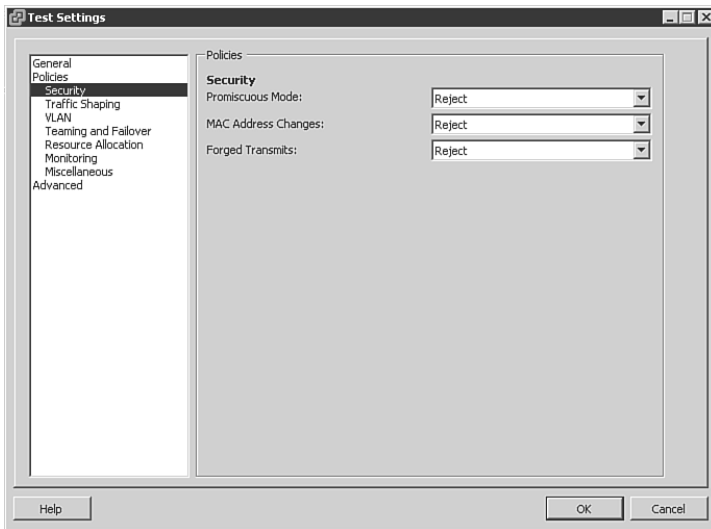 Test Settings
General
Policies
Security
Traffic Shaping
VLAN
Teaming and Failover
Resource Allocation
Monitoring
Miscellaneous
Advanced
Policies
Security
Promiscuous Mode: Reject
MAC Address Changes: Reject
Forged Transmits: Reject
Help OK Cancel